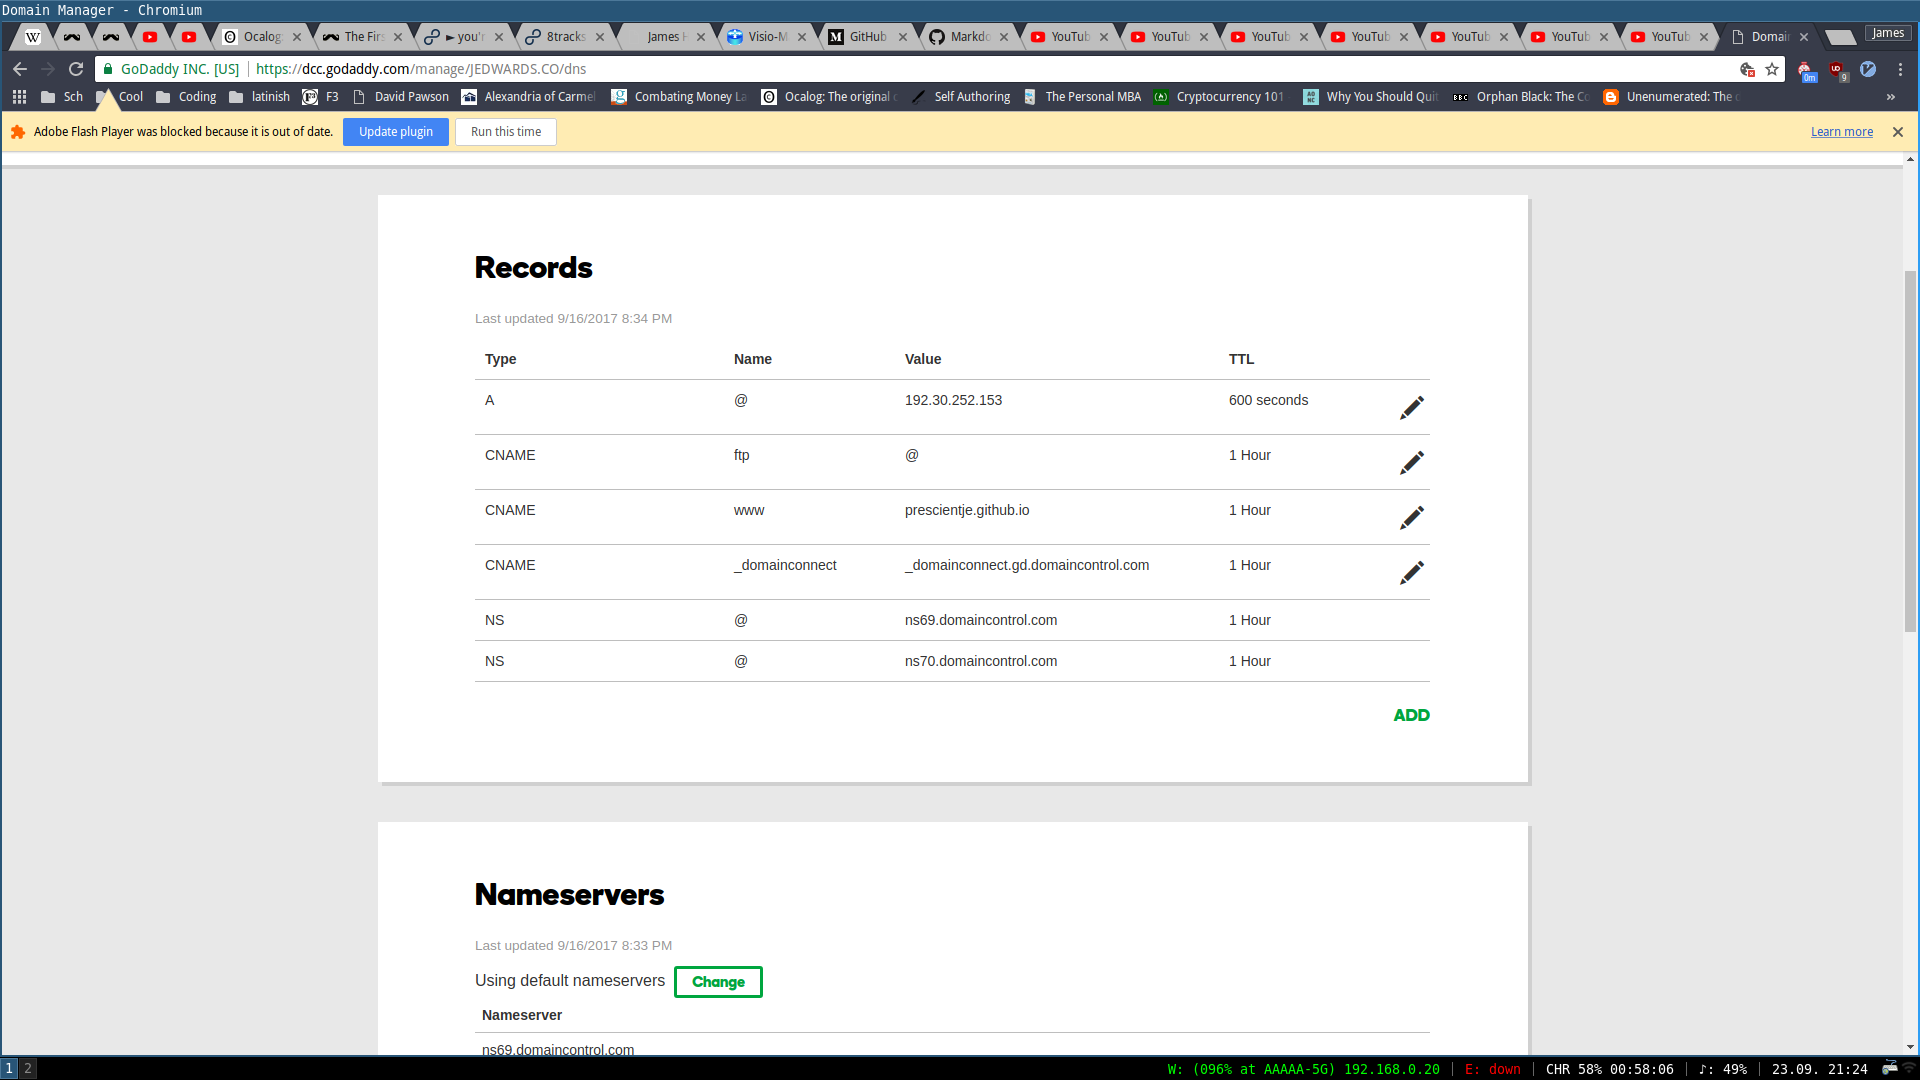 Domain Manager - Chromium
Ocalog: The Firs ► you'r 8tracks James H Visio-M GitHub Markdo YouTub YouTub YouTub YouTub YouTub YouTub YouTub Domai James
GoDaddy INC. [US] https://dcc.godaddy.com/manage/JEDWARDS.CO/dns 0m 9
Sch Cool Coding latinish F3 David Pawson Alexandria of Carmel Combating Money La Ocalog: The original Self Authoring The Personal MBA Cryptocurrency 101 Why You Should Quit BBC Orphan Black: The Co Unenumerated: The »
Adobe Flash Player was blocked because it is out of date. Update plugin Run this time Learn more
Records
Last updated 9/16/2017 8:34 PM
Type Name Value TTL
A @ 192.30.252.153 600 seconds
CNAME ftp @ 1 Hour
CNAME www prescientje.github.io 1 Hour
CNAME _domainconnect _domainconnect.gd.domaincontrol.com 1 Hour
NS @ ns69.domaincontrol.com 1 Hour
NS @ ns70.domaincontrol.com 1 Hour
ADD
Nameservers
Last updated 9/16/2017 8:33 PM
Using default nameservers Change
Nameserver
ns69.domaincontrol.com
1 2 W: (096% at AAAAA-5G) 192.168.0.20 | E: down | CHR 58% 00:58:06 | ♪: 49% | 23.09. 21:24